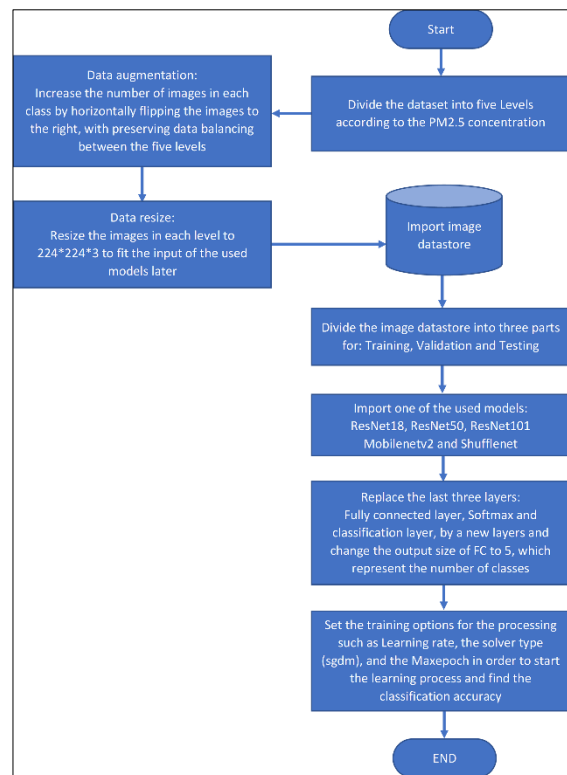 Start
Divide the dataset into five Levels
according to the PM2.5 concentration
Data augmentation:
Increase the number of images in each
class by horizontally flipping the images to
the right, with preserving data balancing
between the five levels
Data resize:
Resize the images in each level to
224*224*3 to fit the input of the used
models later
Import image
datastore
Divide the image datastore into three parts
for: Training, Validation and Testing
Import one of the used models:
ResNet18, ResNet50, ResNet101
Mobilenetv2 and Shufflenet
Replace the last three layers:
Fully connected layer, Softmax and
classification layer, by a new layers and
change the output size of FC to 5, which
represent the number of classes
Set the training options for the processing
such as Learning rate, the solver type
(sgdm), and the Maxepoch in order to start
the learning process and find the
classification accuracy
END